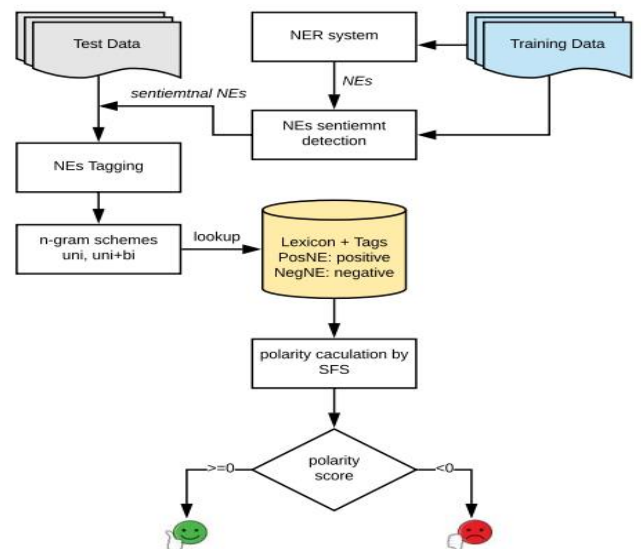 Test Data
NER system
Training Data
NEs
sentiemtnal NEs
NEs sentiemnt
detection
NEs Tagging
n-gram schemes
uni, uni+bi
lookup
Lexicon + Tags
PosNE: positive
NegNE: negative
polarity caculation by
SFS
polarity
score
>=0
<0